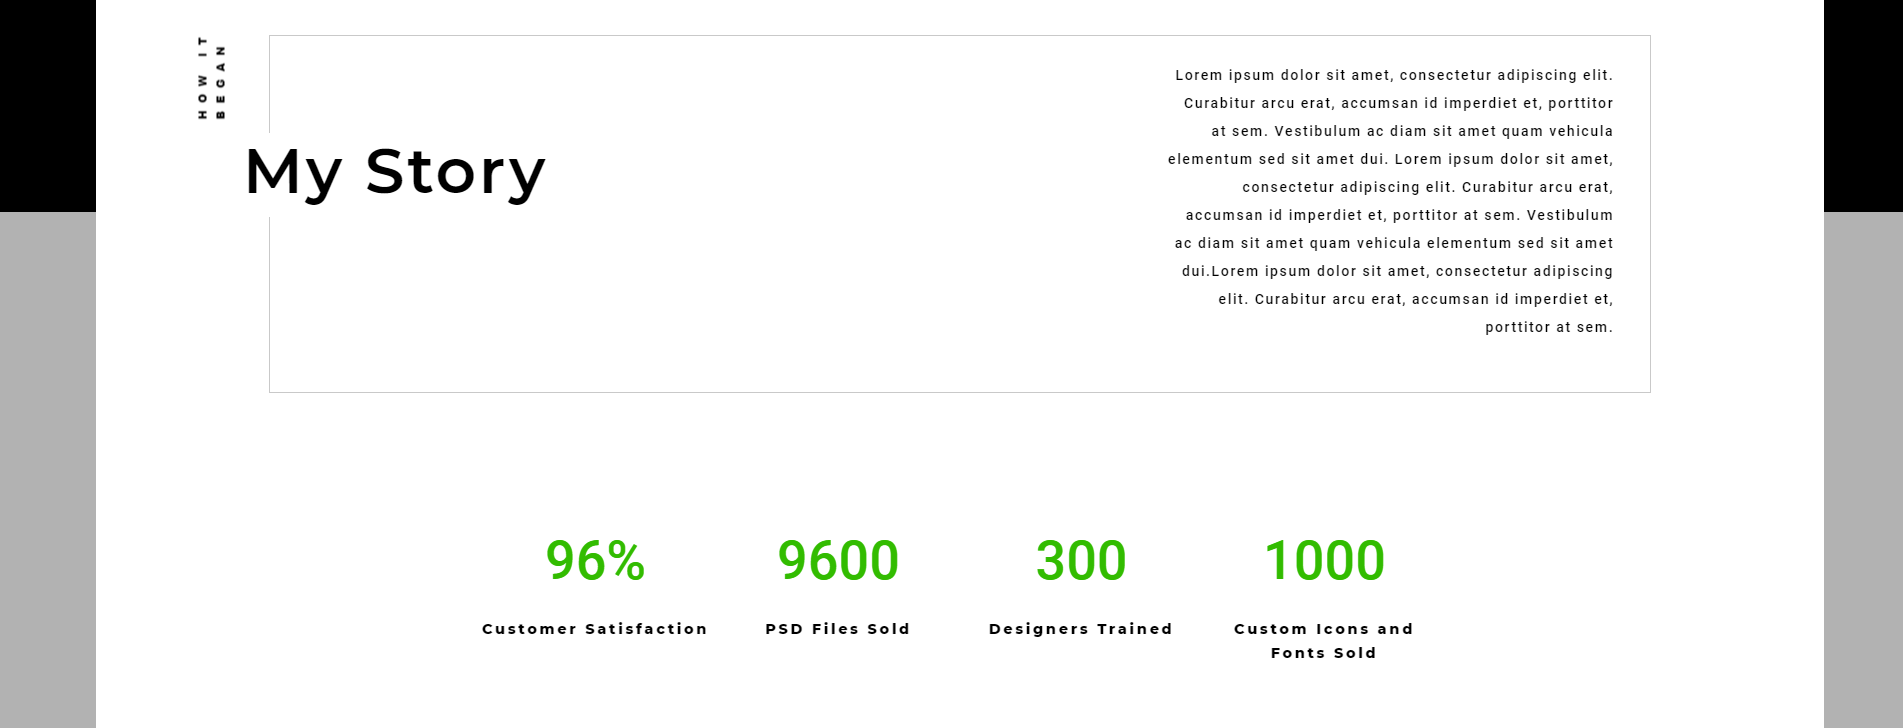 HOW IT
BEGAN
My Story
Lorem ipsum dolor sit amet, consectetur adipiscing elit.
Curabitur arcu erat, accumsan id imperdiet et, porttitor
at sem. Vestibulum ac diam sit amet quam vehicula
elementum sed sit amet dui. Lorem ipsum dolor sit amet,
consectetur adipiscing elit. Curabitur arcu erat,
accumsan id imperdiet et, porttitor at sem. Vestibulum
ac diam sit amet quam vehicula elementum sed sit amet
dui.Lorem ipsum dolor sit amet, consectetur adipiscing
elit. Curabitur arcu erat, accumsan id imperdiet et,
porttitor at sem.
96%
Customer Satisfaction
9600
PSD Files Sold
300
Designers Trained
1000
Custom Icons and
Fonts Sold